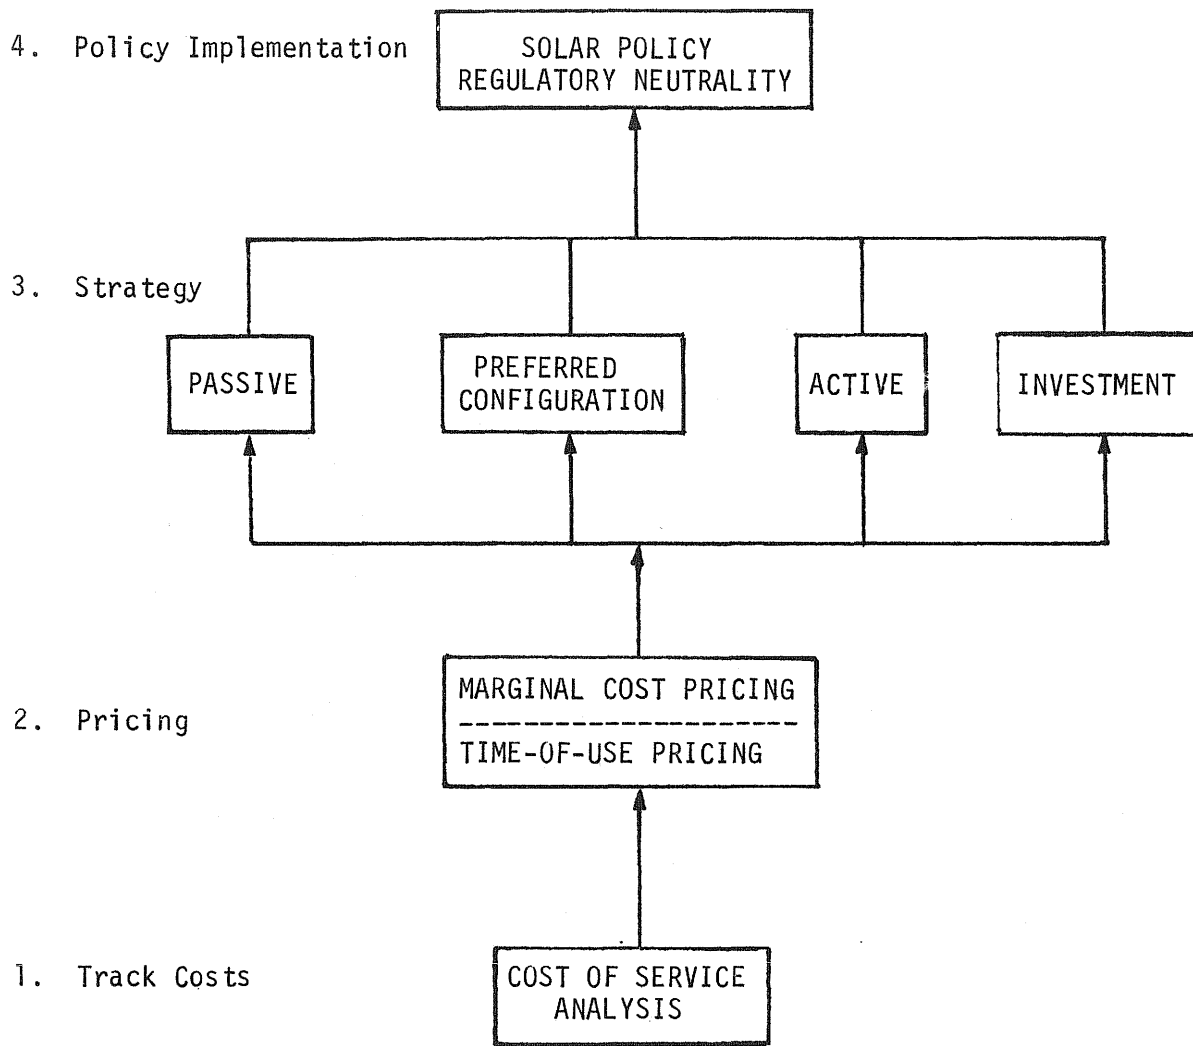 4. Policy Implementation
SOLAR POLICY
REGULATORY NEUTRALITY
3. Strategy
PASSIVE
PREFERRED
CONFIGURATION
ACTIVE
INVESTMENT
2. Pricing
MARGINAL COST PRICING
TIME-OF-USE PRICING
1. Track Costs
COST OF SERVICE
ANALYSIS